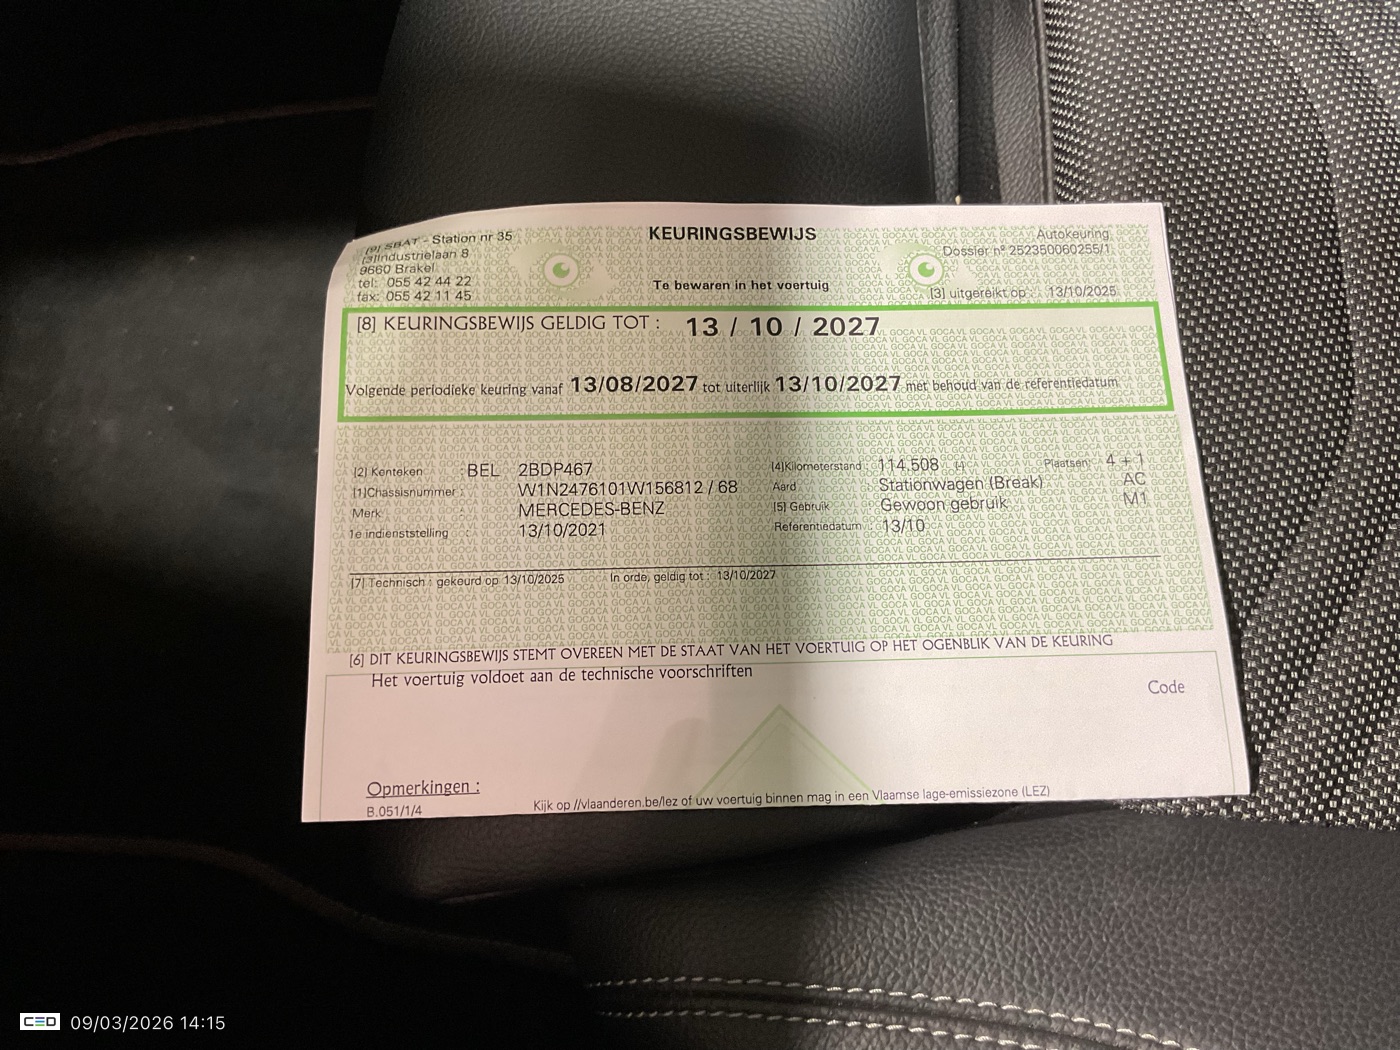 KEURINGSBEWIJS
Te bewaren in het voertuig
[9] SBAT - Station nr 35
[3]Industrielaan 8
9660 Brakel
tel: 055 42 44 22
fax: 055 42 11 45
Autokeuring
Dossier n° 252350060255/1
[3] uitgereikt op 13/10/2025
[8] KEURINGSBEWIJS GELDIG TOT : 13 / 10 / 2027
Volgende periodieke keuring vanaf 13/08/2027 tot uiterlijk 13/10/2027 met behoud van de referentiedatum
[2] Kenteken : BEL 2BDP467
[1]Chassisnummer : W1N2476101W156812 / 68
Merk : MERCEDES-BENZ
1e indienststelling : 13/10/2021
[4]Kilometerstand : 114.508 Plaatsen: 4 + 1
Aard : Stationwagen (Break) AC
[5] Gebruik : Gewoon gebruik M1
Referentiedatum : 13/10
[7] Technisch : gekeurd op 13/10/2025 In orde, geldig tot : 13/10/2027
[6] DIT KEURINGSBEWIJS STEMT OVEREEN MET DE STAAT VAN HET VOERTUIG OP HET OGENBLIK VAN DE KEURING
Het voertuig voldoet aan de technische voorschriften
Code
Opmerkingen :
B.051/1/4
Kijk op //vlaanderen.be/lez of uw voertuig binnen mag in een Vlaamse lage-emissiezone (LEZ)
CED 09/03/2026 14:15